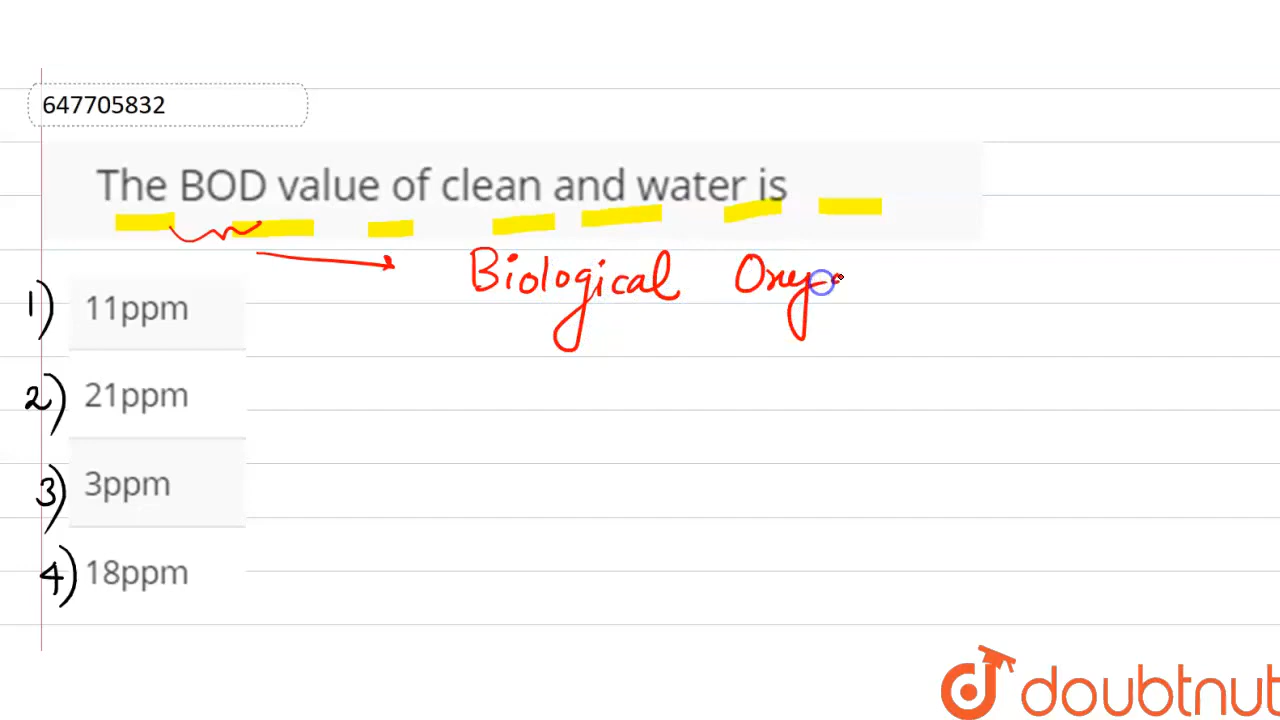 647705832
The BOD value of clean and water is
Biological Oxy
1) 11ppm
2) 21ppm
3) 3ppm
4) 18ppm
doubtnut